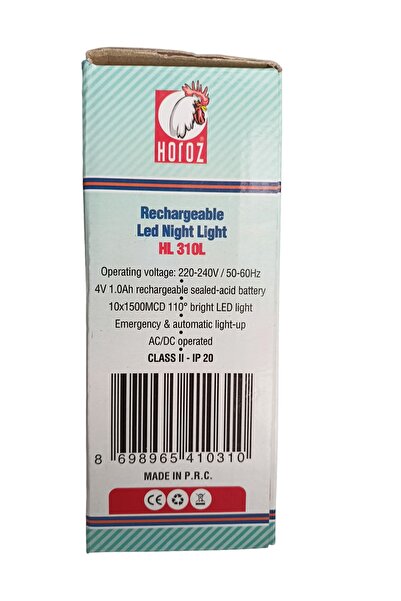 HOROZ®
Rechargeable
Led Night Light
HL 310L
Operating voltage: 220-240V / 50-60Hz
4V 1.0Ah rechargeable sealed-acid battery
10x1500MCD 110° bright LED light
Emergency & automatic light-up
AC/DC operated
CLASS II - IP 20
8 698965 410310
MADE IN P.R.C.
CE